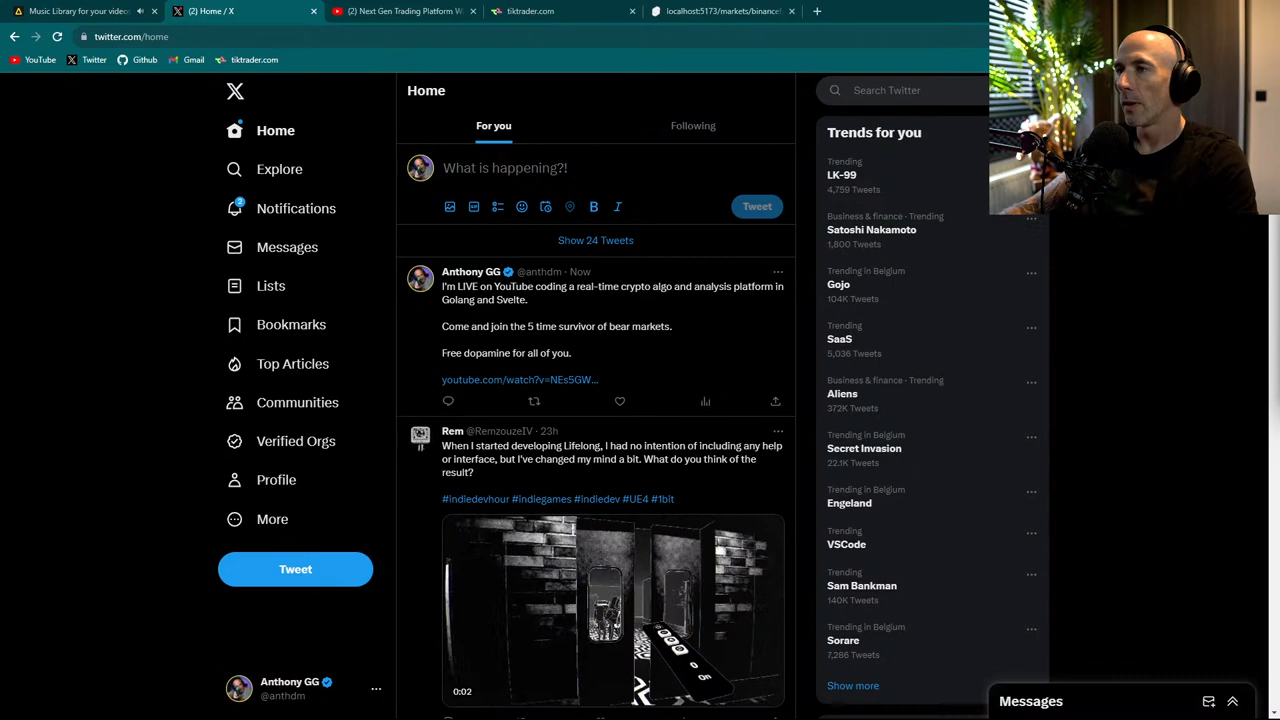 Music Library for your videos
(2) Home / X
(2) Next Gen Trading Platform W
tiktrader.com
localhost:5173/markets/binance
twitter.com/home
YouTube
Twitter
Github
Gmail
tiktrader.com
Home
Explore
2
Notifications
Messages
Lists
Bookmarks
Top Articles
Communities
Verified Orgs
Profile
More
Tweet
Anthony GG
@anthdm
Home
For you
Following
What is happening?!
GIF
B
I
Tweet
Show 24 Tweets
Anthony GG @anthdm · Now
I'm LIVE on YouTube coding a real-time crypto algo and analysis platform in
Golang and Svelte.
Come and join the 5 time survivor of bear markets.
Free dopamine for all of you.
youtube.com/watch?v=NEs5GW…
Rem @RemzouzeIV · 23h
When I started developing Lifelong, I had no intention of including any help
or interface, but I've changed my mind a bit. What do you think of the
result?
#indiedevhour #indiegames #indiedev #UE4 #1bit
0:02
Search Twitter
Trends for you
Trending
LK-99
4,759 Tweets
Business & finance · Trending
Satoshi Nakamoto
1,800 Tweets
Trending in Belgium
Gojo
104K Tweets
Trending
SaaS
5,036 Tweets
Business & finance · Trending
Aliens
372K Tweets
Trending in Belgium
Secret Invasion
22.1K Tweets
Trending in Belgium
Engeland
Trending
VSCode
Trending
Sam Bankman
140K Tweets
Trending in Belgium
Sorare
7,286 Tweets
Show more
Messages